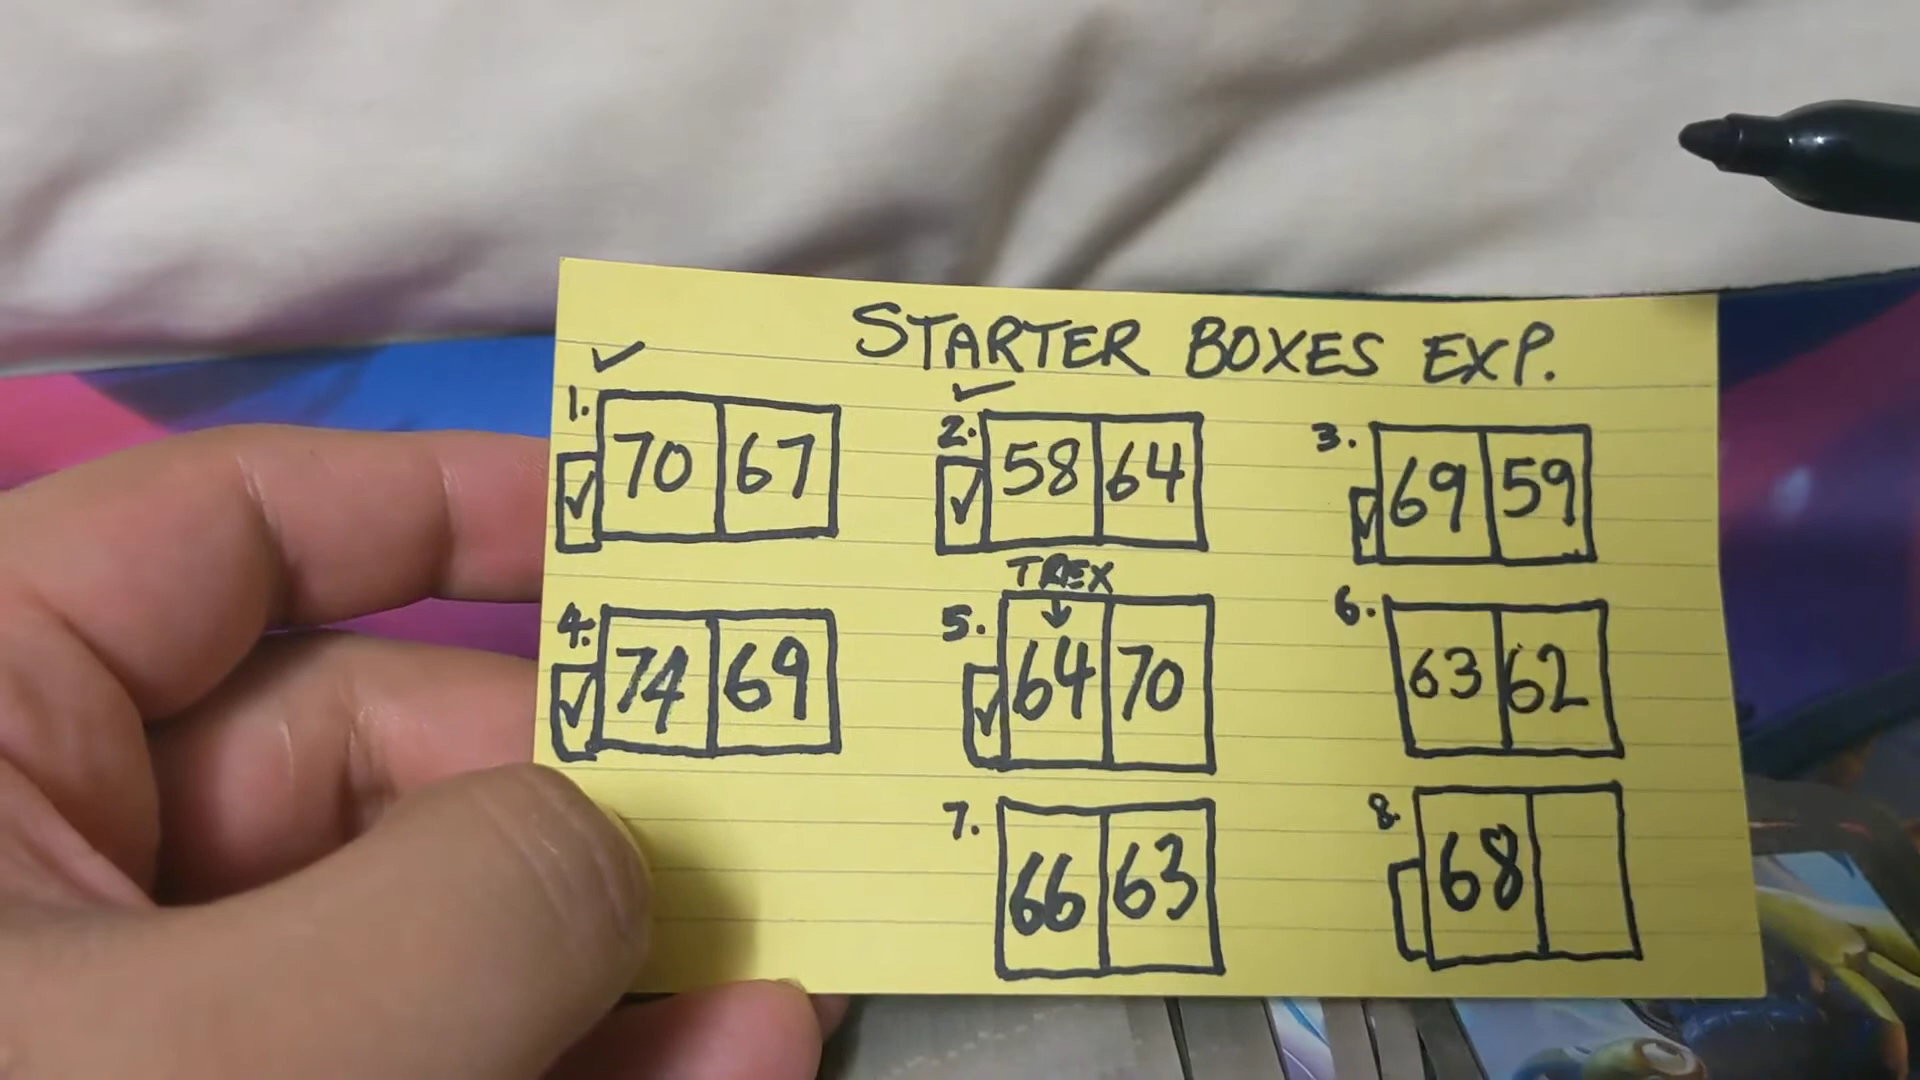 STARTER BOXES EXP.
✓ ✓
1. ✓ 70 67 2. ✓ 58 64 3. ✓ 69 59
TREX
↓
4. ✓ 74 69 5. ✓ 64 70 6. 63 62
7. 66 63 8. 68